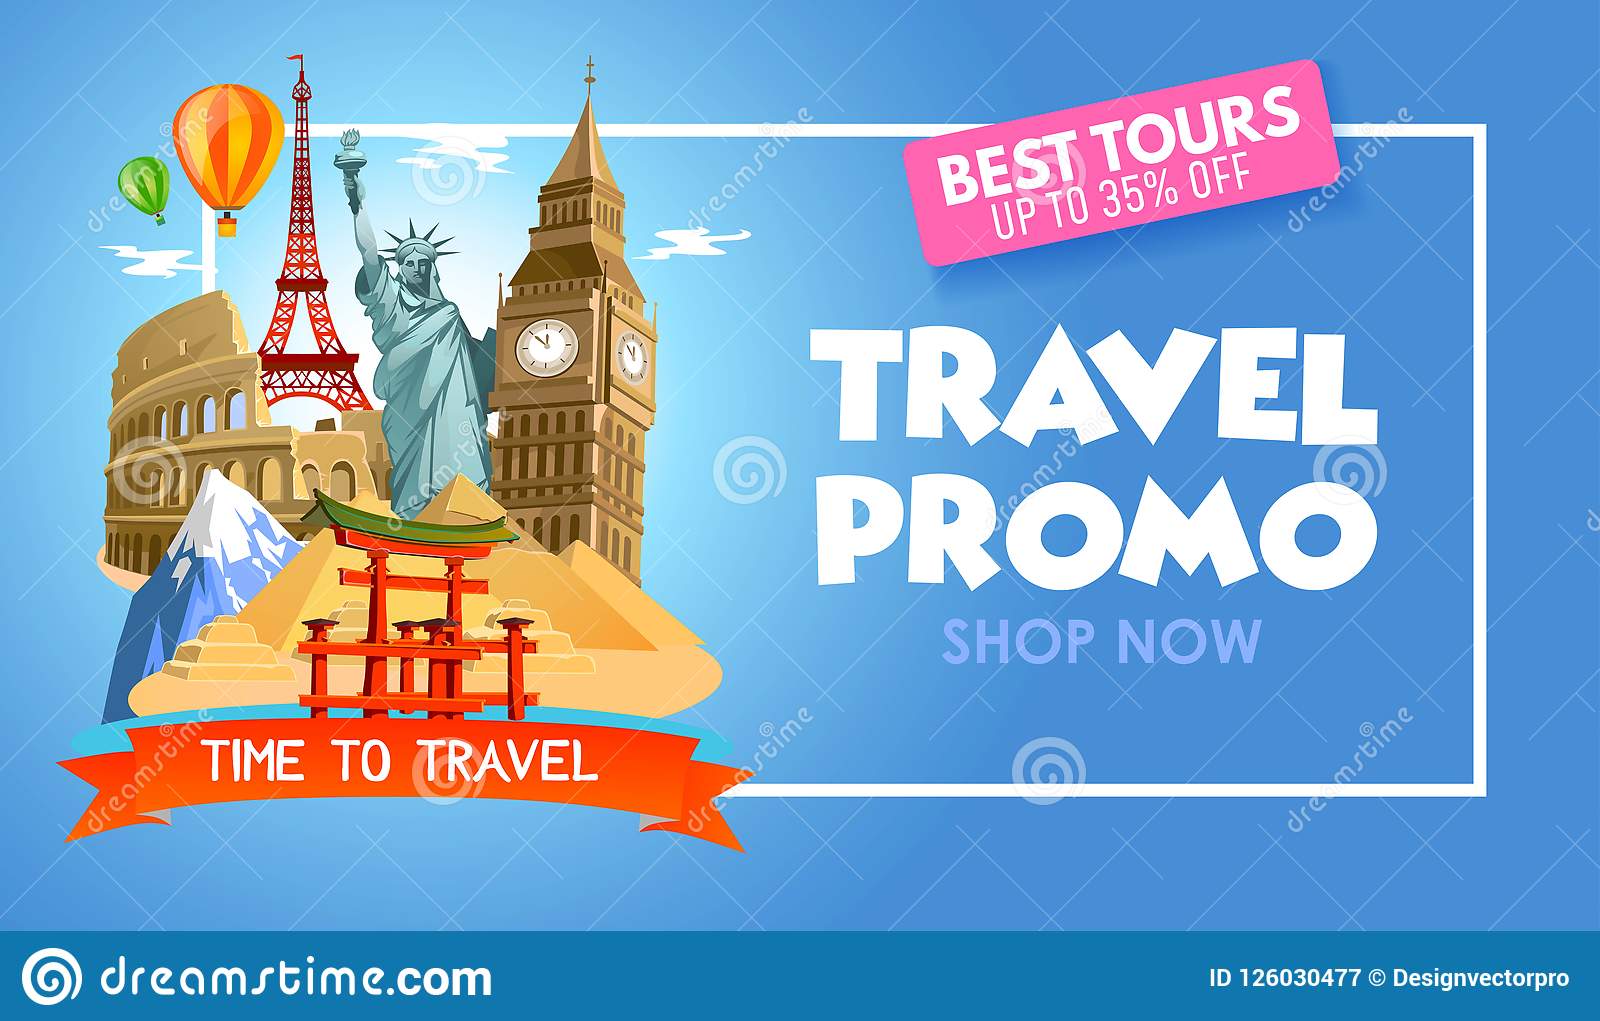 BEST TOURS
UP TO 35% OFF
TRAVEL
PROMO
SHOP NOW
TIME TO TRAVEL
dreamstime.com
ID 126030477 © Designvectorpro